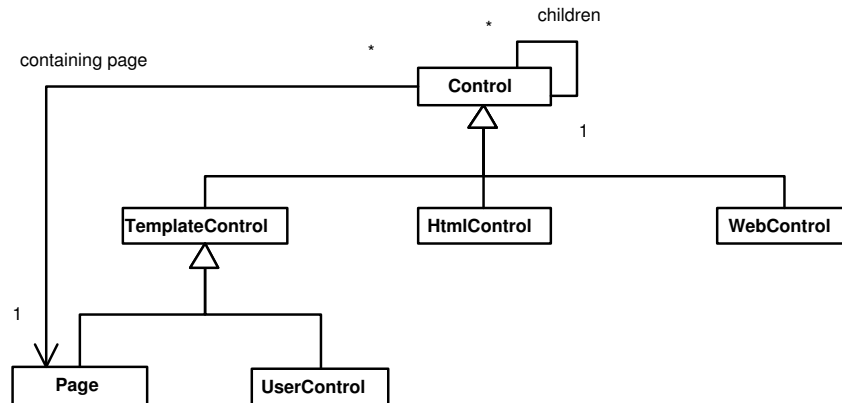 children
*
*
containing page
Control
1
TemplateControl
HtmlControl
WebControl
1
Page
UserControl